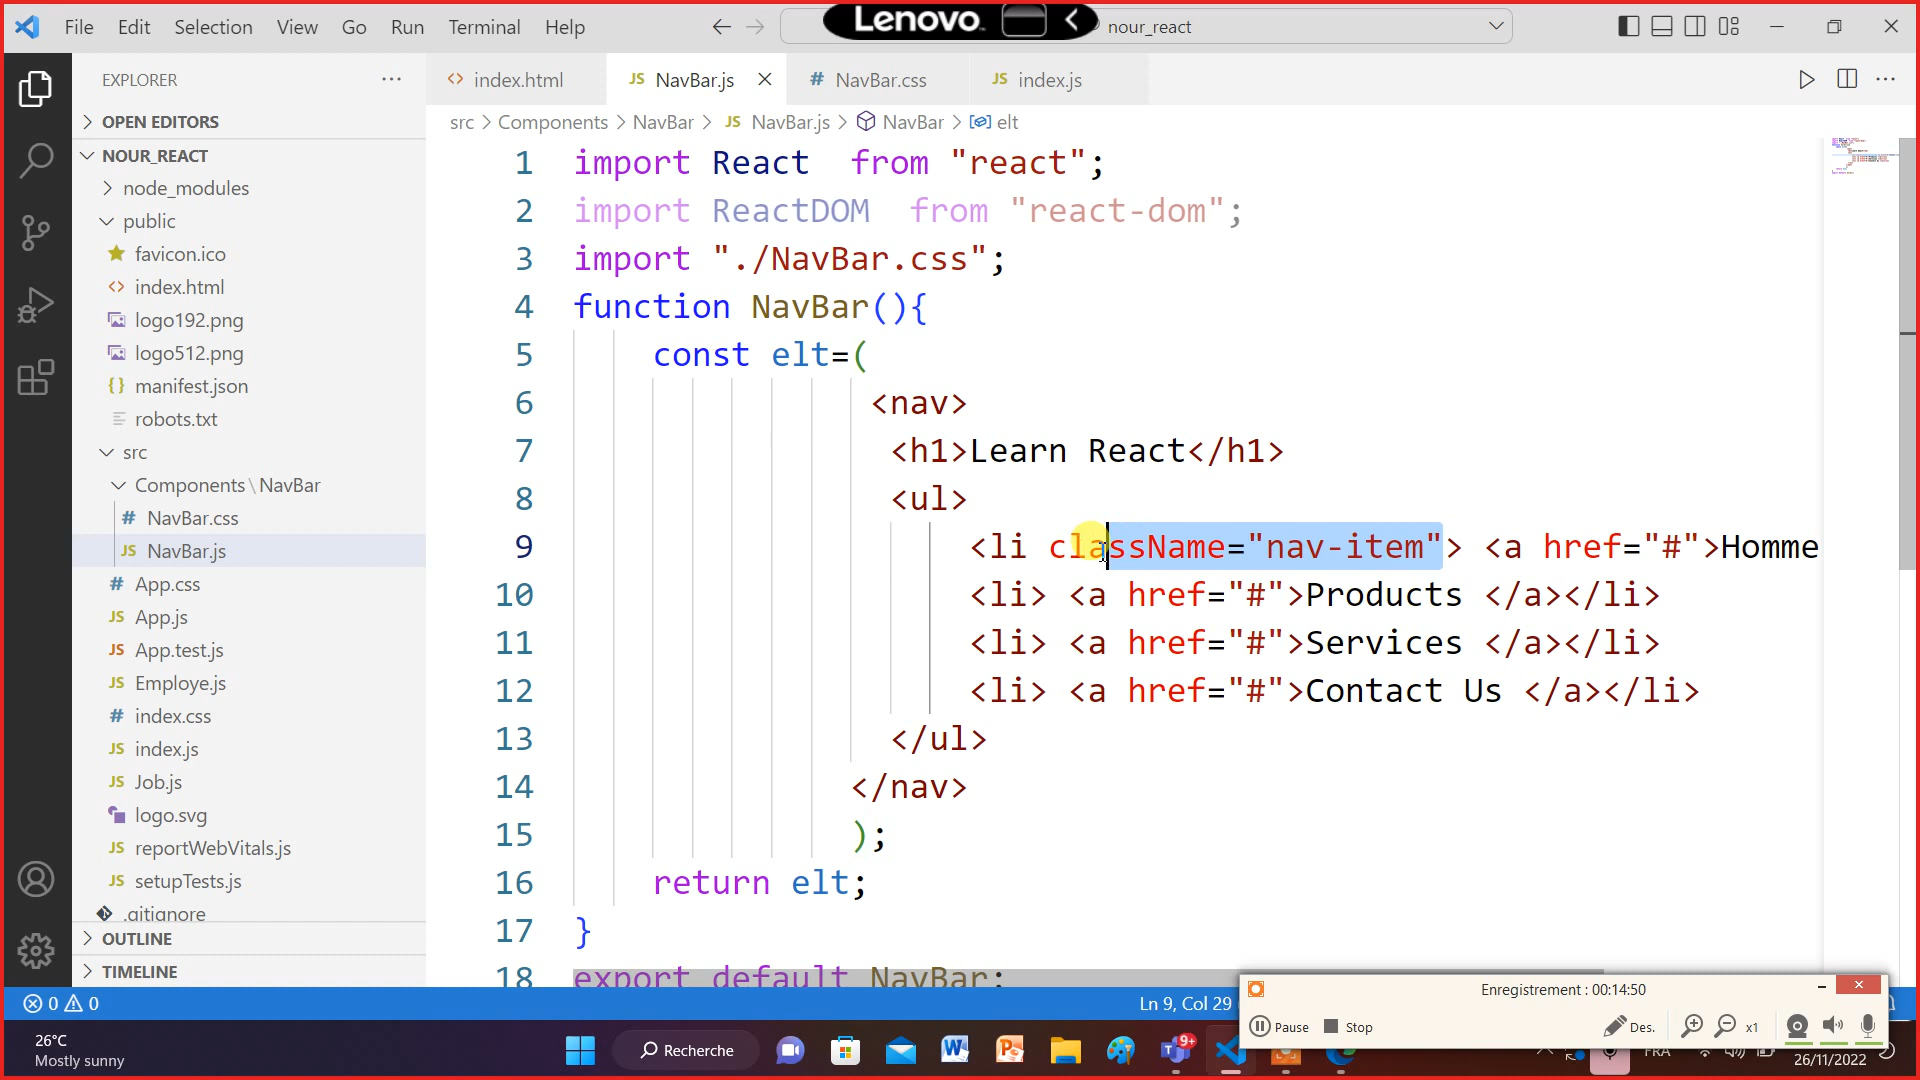 File Edit Selection View Go Run Terminal Help
Lenovo
nour_react
EXPLORER
OPEN EDITORS
NOUR_REACT
node_modules
public
favicon.ico
index.html
logo192.png
logo512.png
manifest.json
robots.txt
src
Components\NavBar
NavBar.css
NavBar.js
App.css
App.js
App.test.js
Employe.js
index.css
index.js
Job.js
logo.svg
reportWebVitals.js
setupTests.js
.gitignore
OUTLINE
TIMELINE
index.html NavBar.js NavBar.css index.js
src > Components > NavBar > JS NavBar.js > NavBar > elt
1 import React  from "react";
2 import ReactDOM  from "react-dom";
3 import "./NavBar.css";
4 function NavBar(){
5 const elt=(
6 <nav>
7 <h1>Learn React</h1>
8 <ul>
9 <li className="nav-item"> <a href="#">Homme
10 <li> <a href="#">Products </a></li>
11 <li> <a href="#">Services </a></li>
12 <li> <a href="#">Contact Us </a></li>
13 </ul>
14 </nav>
15 );
16 return elt;
17 }
18 export default NavBar;
0 0
Ln 9, Col 29
Enregistrement : 00:14:50
Pause Stop Des. x1
26°C
Mostly sunny
Recherche
9+
FRA
26/11/2022